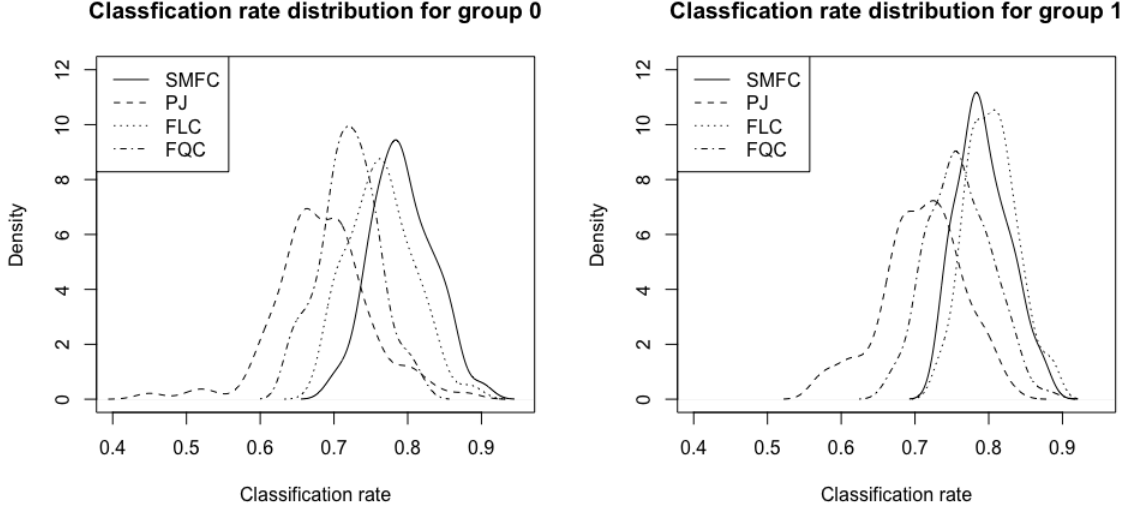 Classfication rate distribution for group 0
SMFC
PJ
FLC
FQC
12
10
8
6
4
2
0
Density
0.4 0.5 0.6 0.7 0.8 0.9
Classification rate
Classfication rate distribution for group 1
SMFC
PJ
FLC
FQC
12
10
8
6
4
2
0
Density
0.4 0.5 0.6 0.7 0.8 0.9
Classification rate